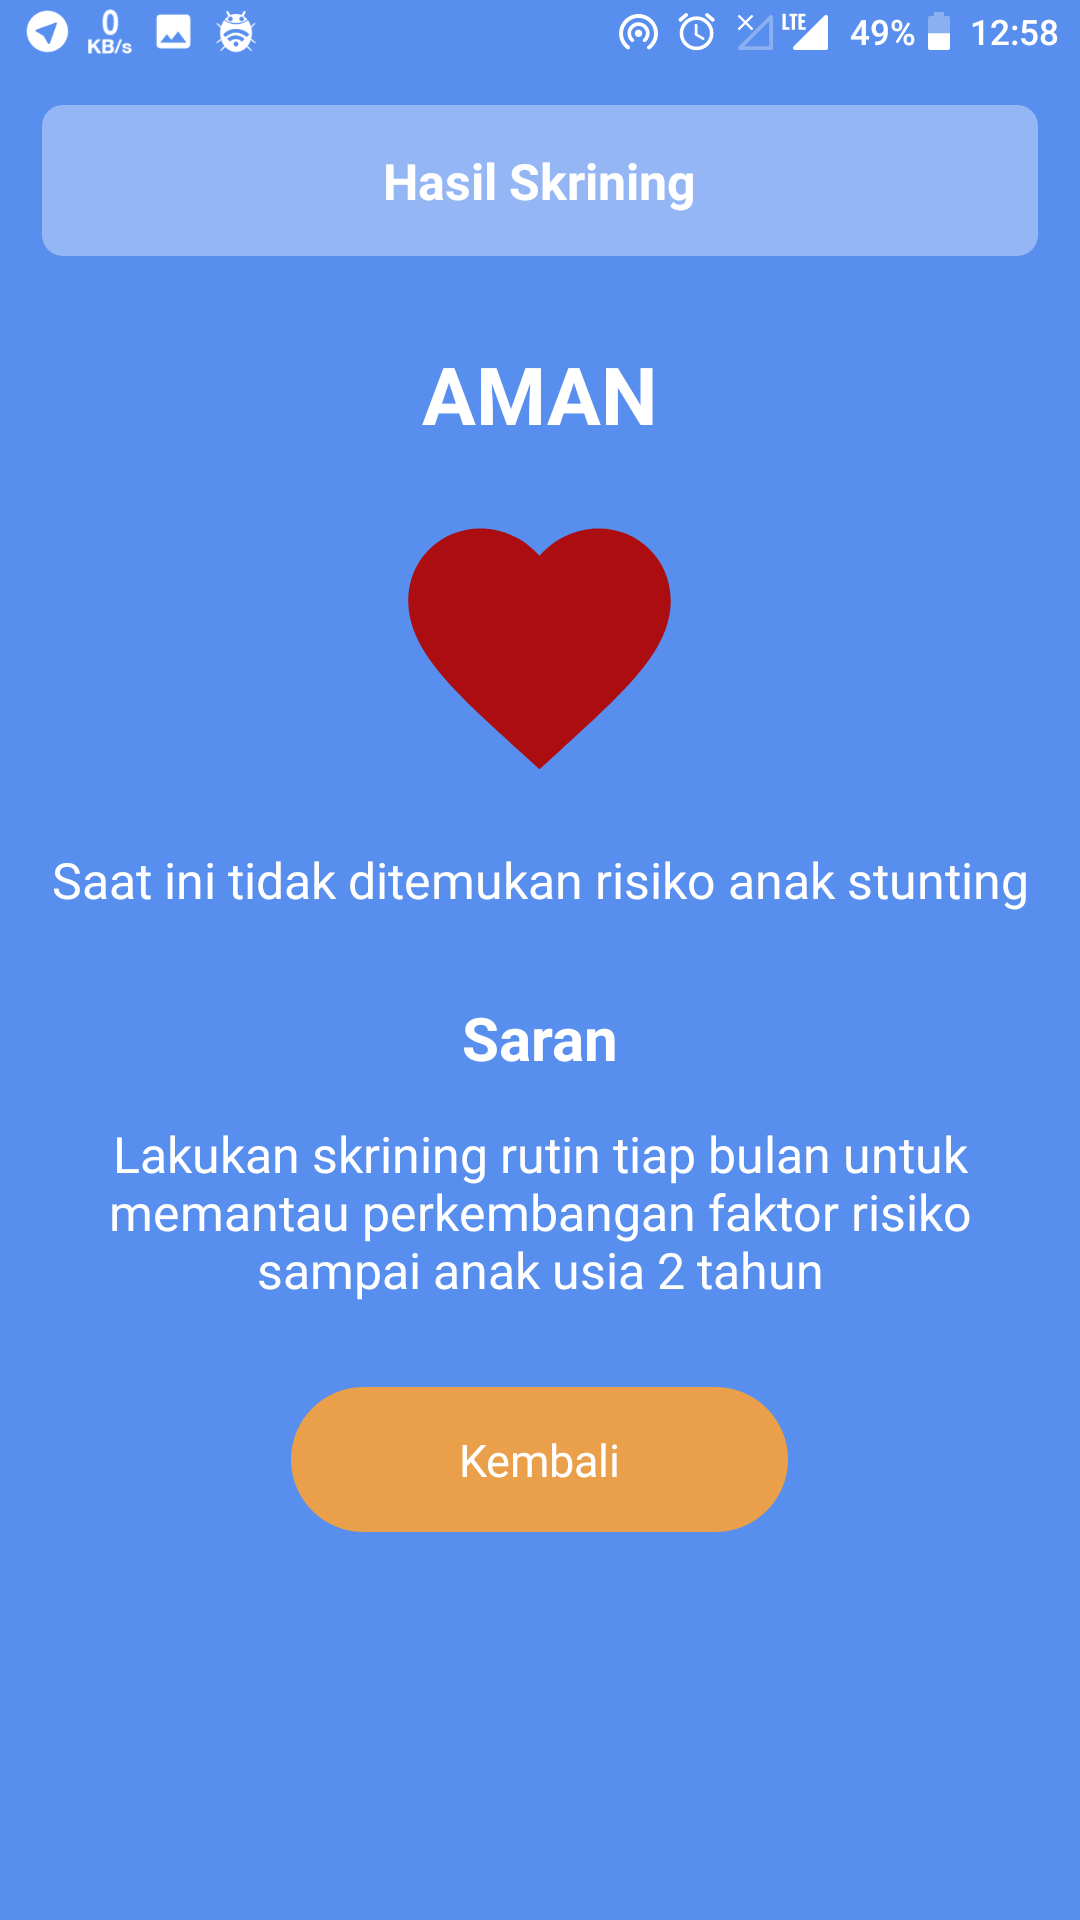 0
KB/s
LTE
49%
12:58
Hasil Skrining
AMAN
Saat ini tidak ditemukan risiko anak stunting
Saran
Lakukan skrining rutin tiap bulan untuk
memantau perkembangan faktor risiko
sampai anak usia 2 tahun
Kembali